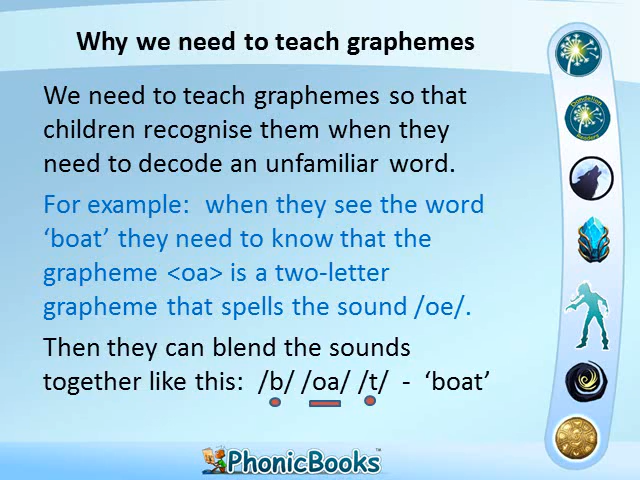 Why we need to teach graphemes
We need to teach graphemes so that
children recognise them when they
need to decode an unfamiliar word.
For example:  when they see the word
‘boat’ they need to know that the
grapheme <oa> is a two-letter
grapheme that spells the sound /oe/.
Then they can blend the sounds
together like this:  /b/ /oa/ /t/  -  ‘boat’
PhonicBooks™